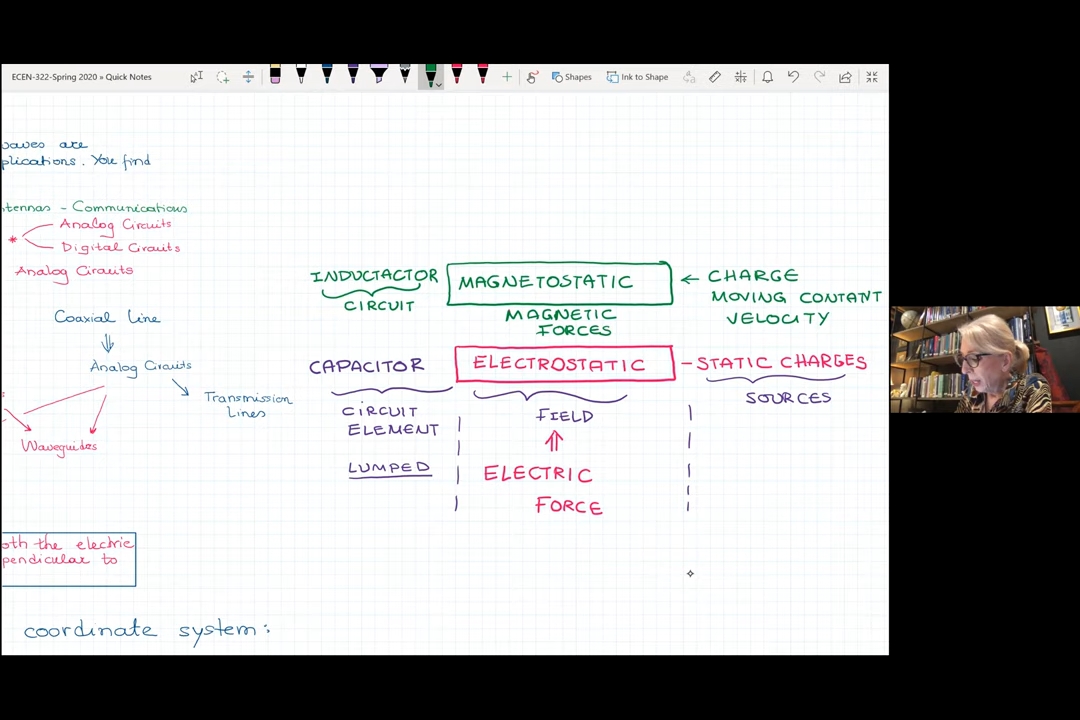 ECEN-322-Spring 2020 » Quick Notes
Shapes
Ink to Shape
waves are
plications. You find
tennas - Communications
* Analog Circuits
Digital Circuits
Analog Circuits
Coaxial Line
Analog Circuits
Transmission
Lines
Waveguides
oth the electric
pendicular to
coordinate system:
INDUCTACTOR
CIRCUIT
MAGNETOSTATIC
MAGNETIC
FORCES
← CHARGE
MOVING CONTANT
VELOCITY
CAPACITOR
CIRCUIT
ELEMENT
LUMPED
ELECTROSTATIC
FIELD
ELECTRIC
FORCE
- STATIC CHARGES
SOURCES